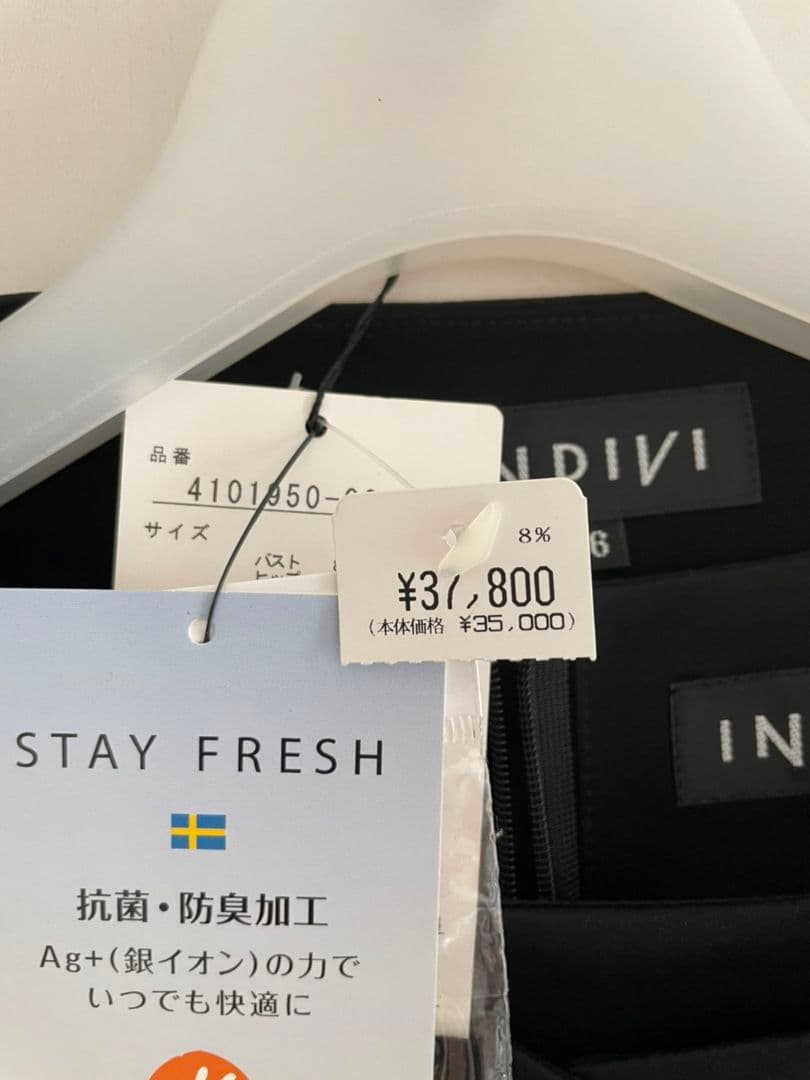 品番
4101950-
サイズ
バスト
NDIVI
6
8%
¥37,800
(本体価格 ¥35,000)
IN
STAY FRESH
抗菌・防臭加工
Ag+(銀イオン)の力で
いつでも快適に